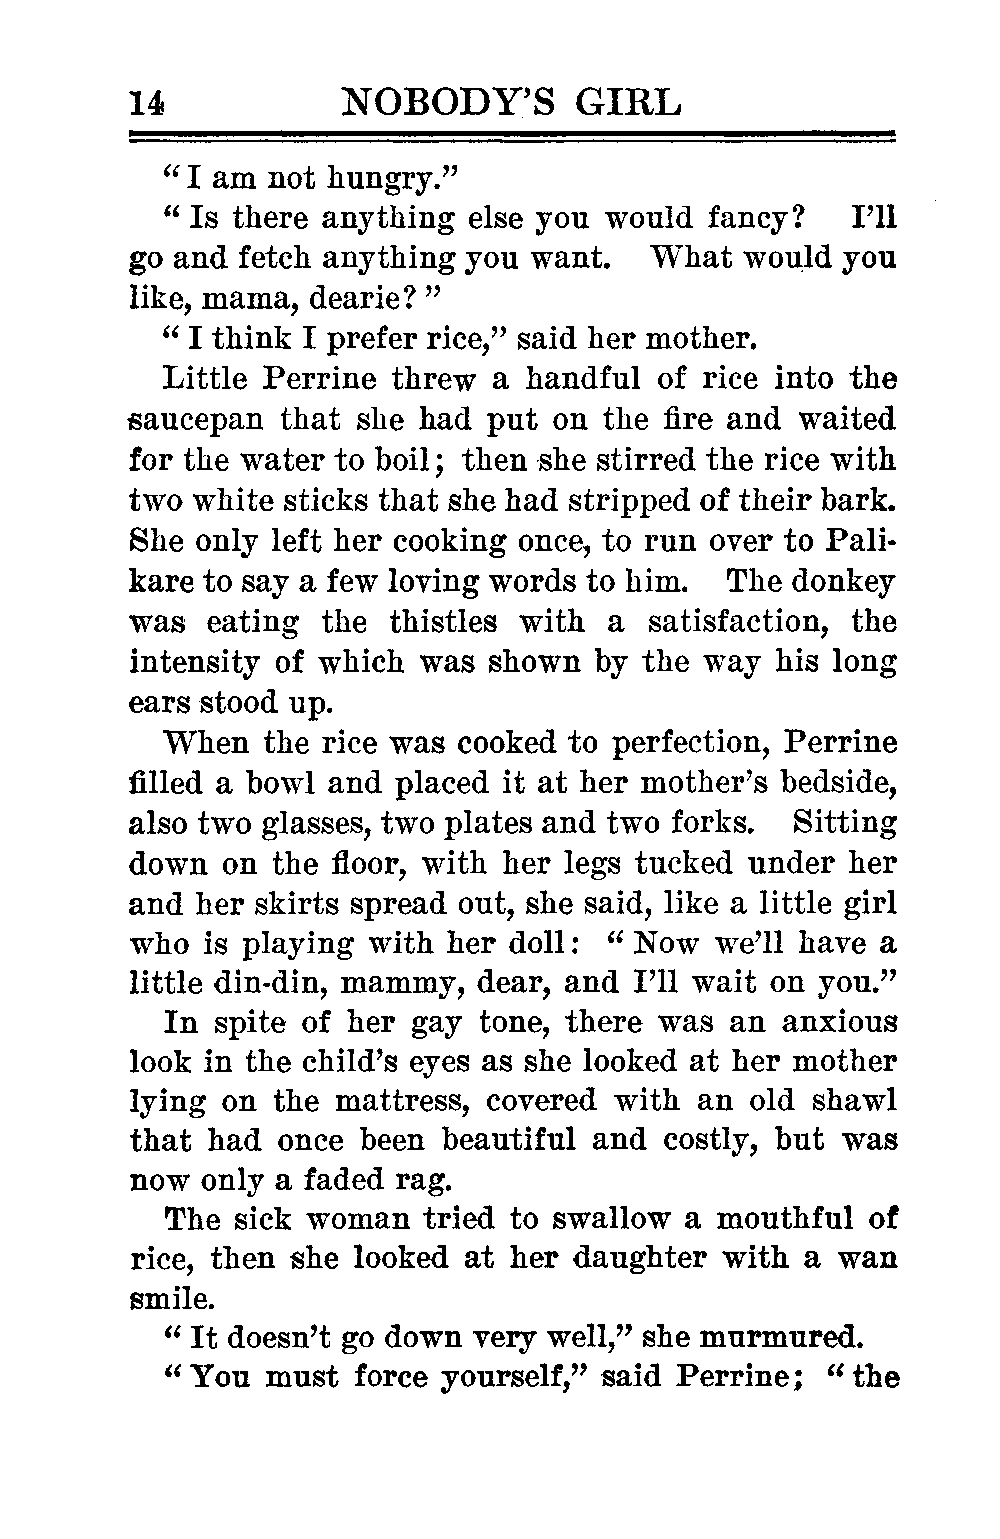 14 NOBODY'S GIRL
"I am not hungry."
"Is there anything else you would fancy? I'll
go and fetch anything you want. What would you
like, mama, dearie?"
"I think I prefer rice," said her mother.
Little Perrine threw a handful of rice into the
saucepan that she had put on the fire and waited
for the water to boil; then she stirred the rice with
two white sticks that she had stripped of their bark.
She only left her cooking once, to run over to Pali-
kare to say a few loving words to him. The donkey
was eating the thistles with a satisfaction, the
intensity of which was shown by the way his long
ears stood up.
When the rice was cooked to perfection, Perrine
filled a bowl and placed it at her mother's bedside,
also two glasses, two plates and two forks. Sitting
down on the floor, with her legs tucked under her
and her skirts spread out, she said, like a little girl
who is playing with her doll: "Now we'll have a
little din-din, mammy, dear, and I'll wait on you."
In spite of her gay tone, there was an anxious
look in the child's eyes as she looked at her mother
lying on the mattress, covered with an old shawl
that had once been beautiful and costly, but was
now only a faded rag.
The sick woman tried to swallow a mouthful of
rice, then she looked at her daughter with a wan
smile.
"It doesn't go down very well," she murmured.
"You must force yourself," said Perrine; "the